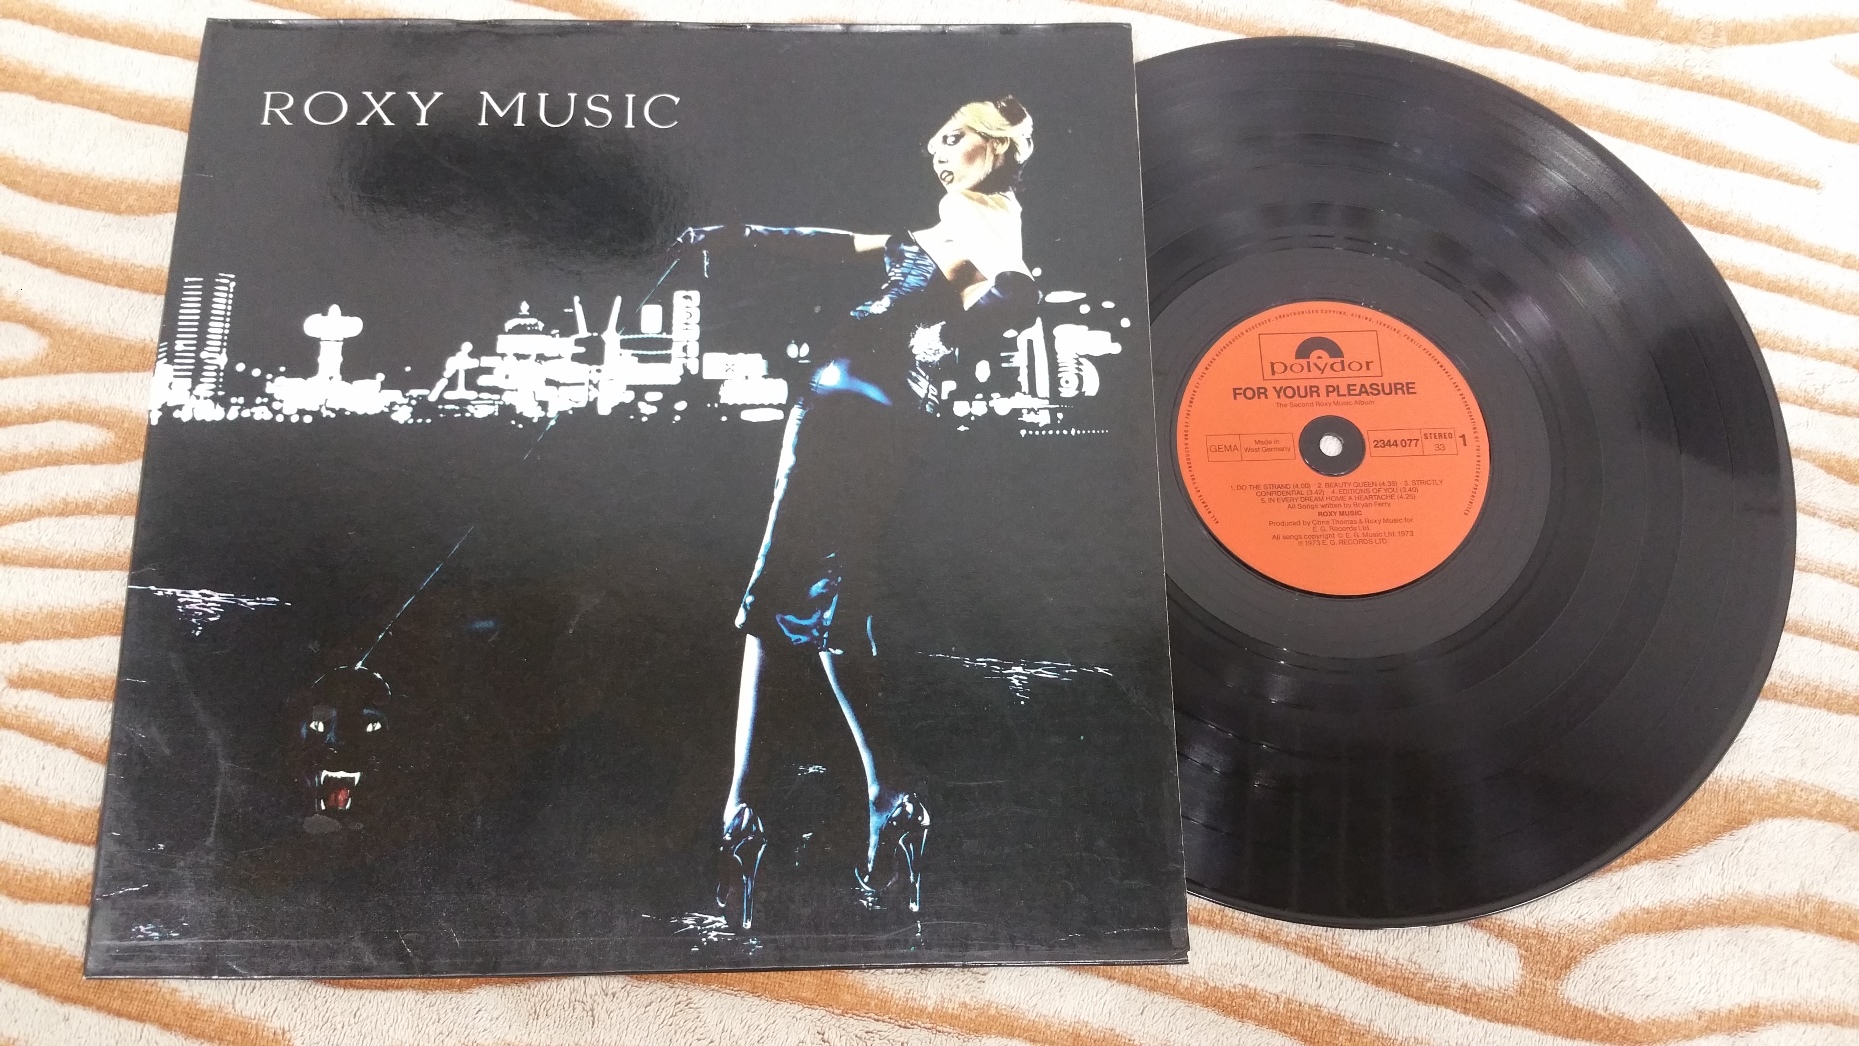 ROXY MUSIC
polydor
FOR YOUR PLEASURE
The Second Roxy Music Album
GEMA
Made in
West Germany
2344 077
STEREO
33
1
1. DO THE STRAND (4.00) · 2. BEAUTY QUEEN (4.35) · 3. STRICTLY
CONFIDENTIAL (3.42) · 4. EDITIONS OF YOU (3.40)
5. IN EVERY DREAM HOME A HEARTACHE (4.25)
All Songs written by Bryan Ferry
ROXY MUSIC
Produced by Chris Thomas & Roxy Music for
E. G. Records Ltd.
All songs copyright © E. G. Music Ltd. 1973
℗ 1973 E. G. RECORDS LTD